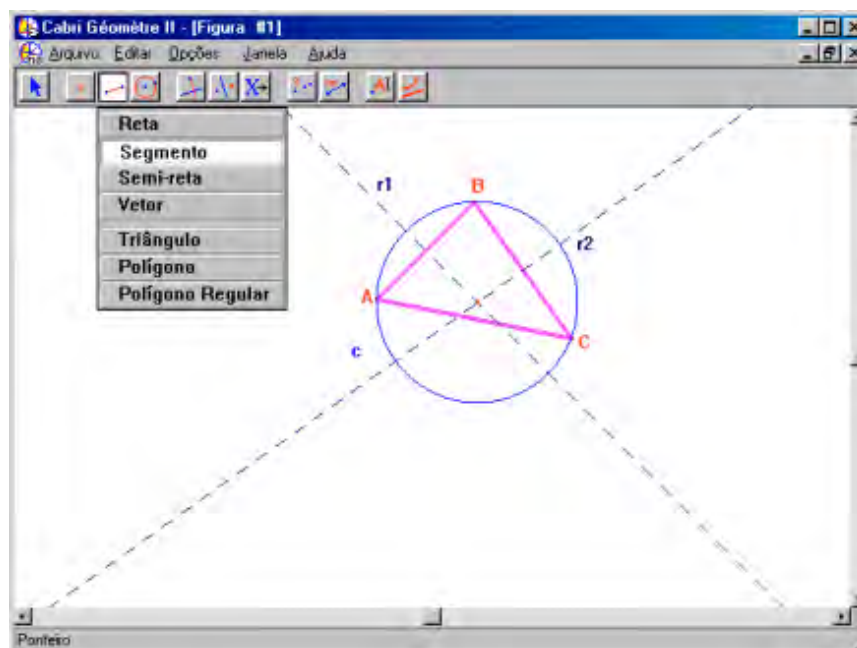 Cabri Géomètre II - [Figura #1]
Arquivo Editar Opções Janela Ajuda
Reta
Segmento
Semi-reta
Vetor
Triângulo
Polígono
Polígono Regular
r1
B
r2
A
C
c
Ponteiro